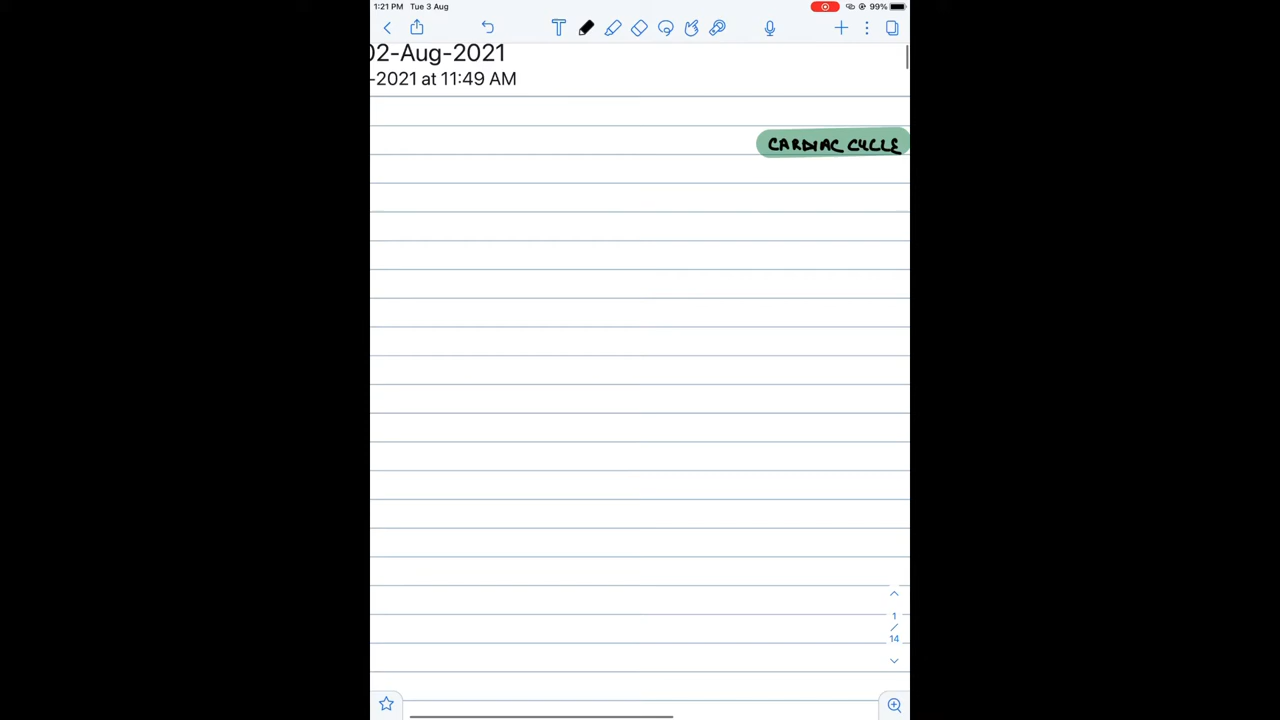 1:21 PM Tue 3 Aug 99%
02-Aug-2021
-2021 at 11:49 AM
CARDIAC CYCLE
1
/
14